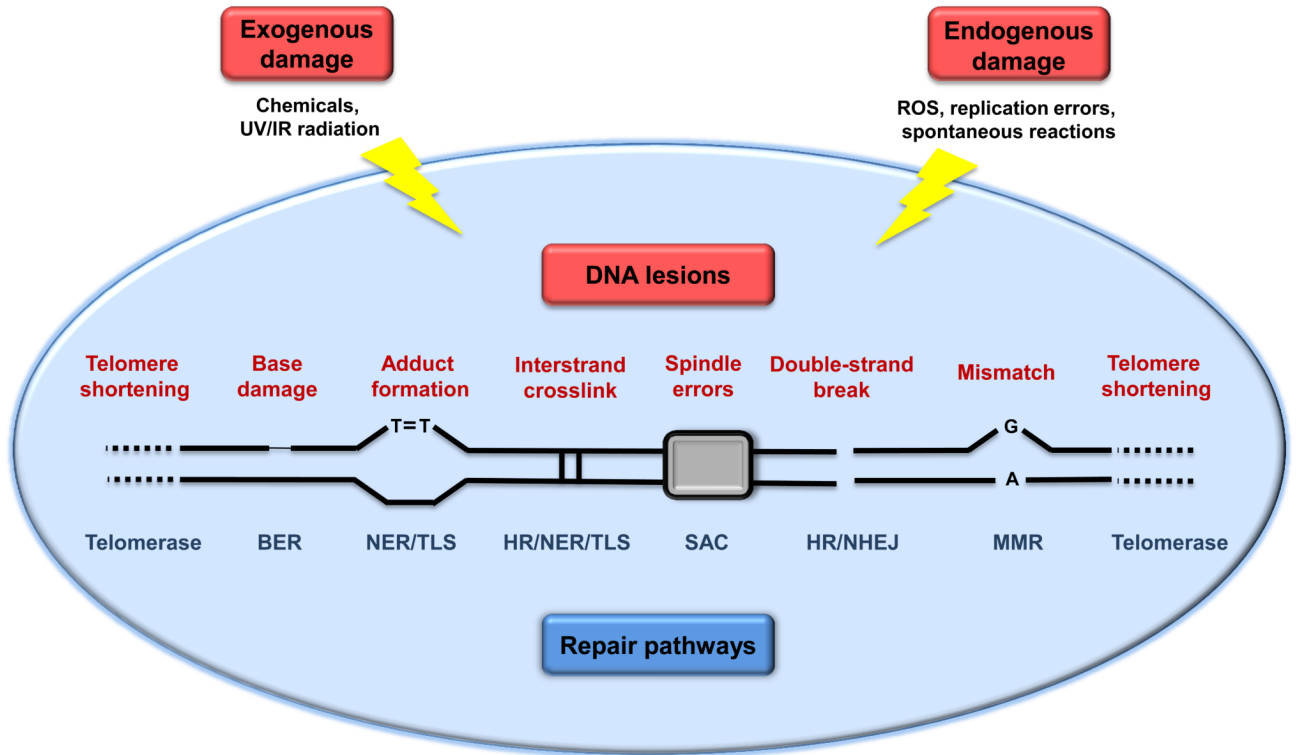 Exogenous
damage
Endogenous
damage
Chemicals,
UV/IR radiation
ROS, replication errors,
spontaneous reactions
DNA lesions
Telomere
shortening
Base
damage
Adduct
formation
Interstrand
crosslink
Spindle
errors
Double-strand
break
Mismatch
Telomere
shortening
T=T
G
A
Telomerase
BER
NER/TLS
HR/NER/TLS
SAC
HR/NHEJ
MMR
Telomerase
Repair pathways